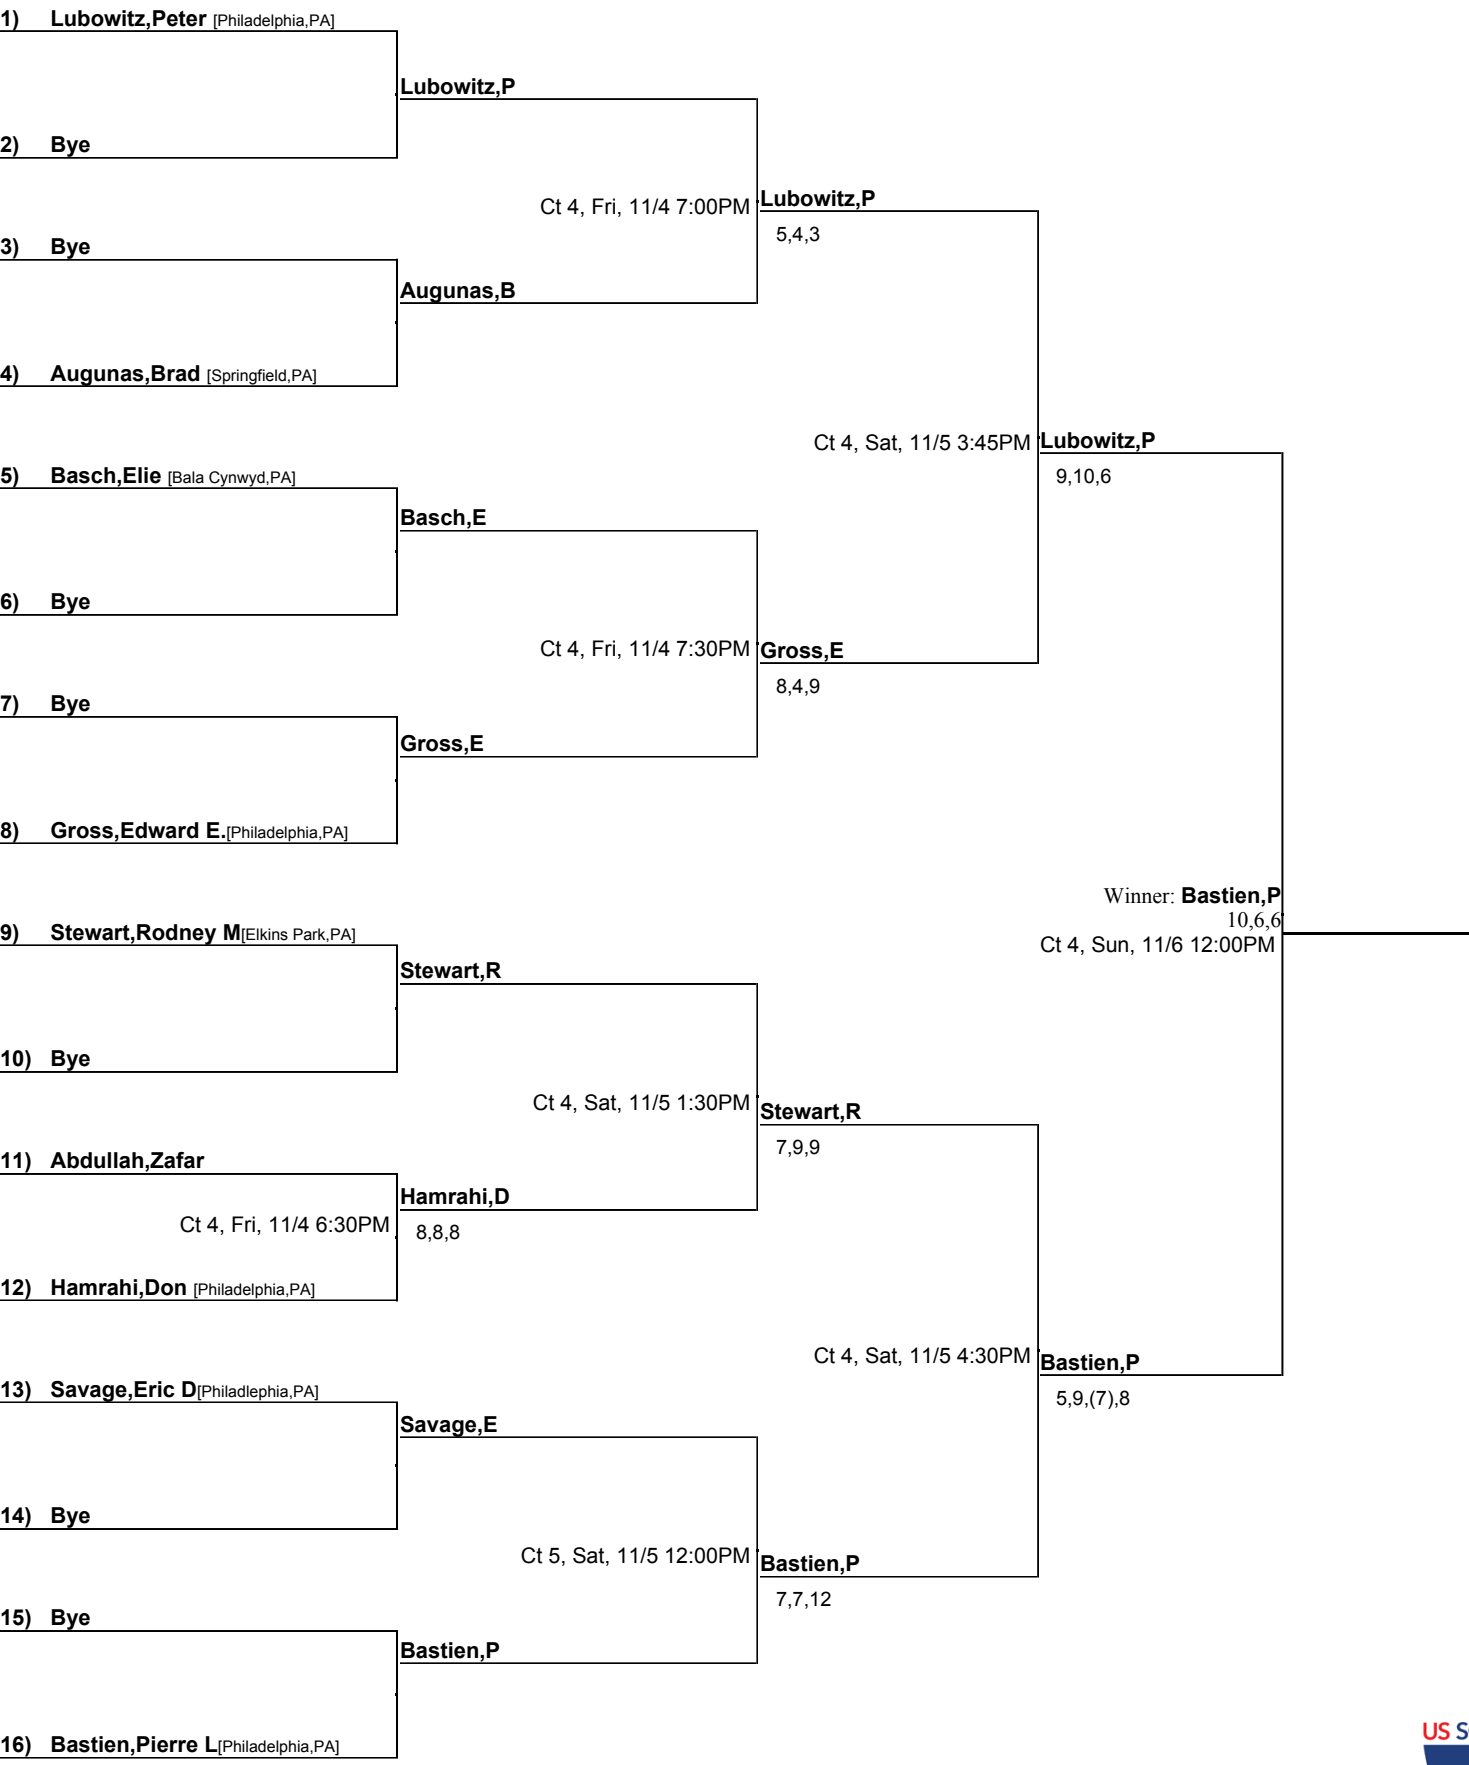 1) Lubowitz,Peter [Philadelphia,PA]
Lubowitz,P
2) Bye
Ct 4, Fri, 11/4 7:00PM Lubowitz,P
5,4,3
3) Bye
Augunas,B
4) Augunas,Brad [Springfield,PA]
Ct 4, Sat, 11/5 3:45PM Lubowitz,P
9,10,6
5) Basch,Elie [Bala Cynwyd,PA]
Basch,E
6) Bye
Ct 4, Fri, 11/4 7:30PM Gross,E
8,4,9
7) Bye
Gross,E
8) Gross,Edward E.[Philadelphia,PA]
Winner: Bastien,P
10,6,6
Ct 4, Sun, 11/6 12:00PM
9) Stewart,Rodney M[Elkins Park,PA]
Stewart,R
10) Bye
Ct 4, Sat, 11/5 1:30PM Stewart,R
7,9,9
11) Abdullah,Zafar
Hamrahi,D
Ct 4, Fri, 11/4 6:30PM 8,8,8
12) Hamrahi,Don [Philadelphia,PA]
Ct 4, Sat, 11/5 4:30PM Bastien,P
5,9,(7),8
13) Savage,Eric D[Philadlephia,PA]
Savage,E
14) Bye
Ct 5, Sat, 11/5 12:00PM Bastien,P
7,7,12
15) Bye
Bastien,P
16) Bastien,Pierre L[Philadelphia,PA]
US